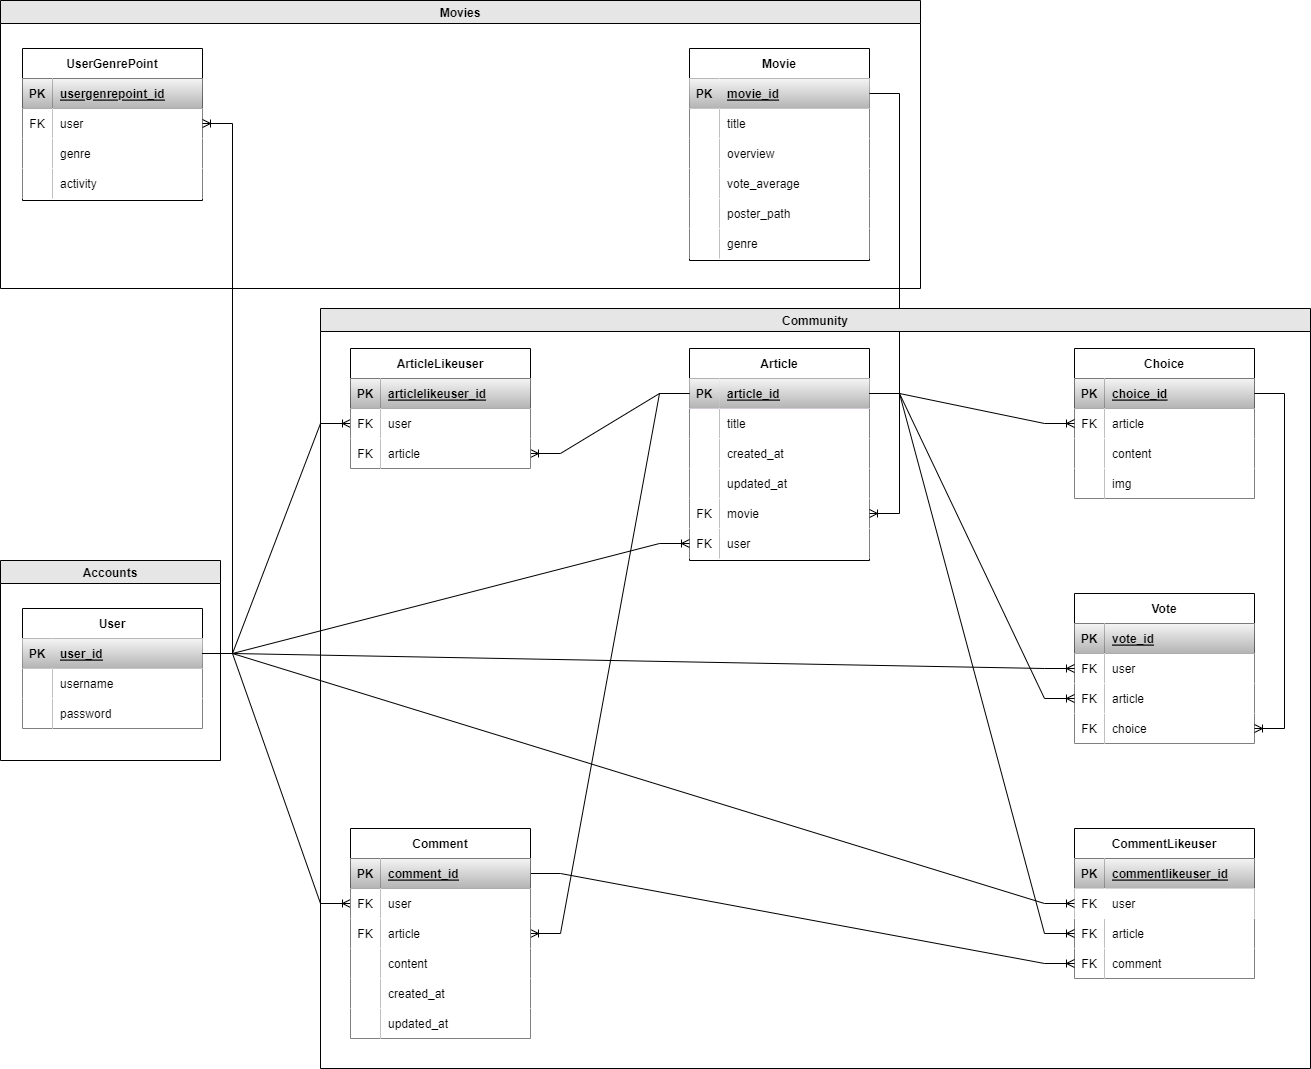 Movies
UserGenrePoint
PK usergenrepoint_id
FK user
genre
activity
Movie
PK movie_id
title
overview
vote_average
poster_path
genre
Community
ArticleLikeuser
PK articlelikeuser_id
FK user
FK article
Article
PK article_id
title
created_at
updated_at
FK movie
FK user
Choice
PK choice_id
FK article
content
img
Accounts
User
PK user_id
username
password
Vote
PK vote_id
FK user
FK article
FK choice
Comment
PK comment_id
FK user
FK article
content
created_at
updated_at
CommentLikeuser
PK commentlikeuser_id
FK user
FK article
FK comment